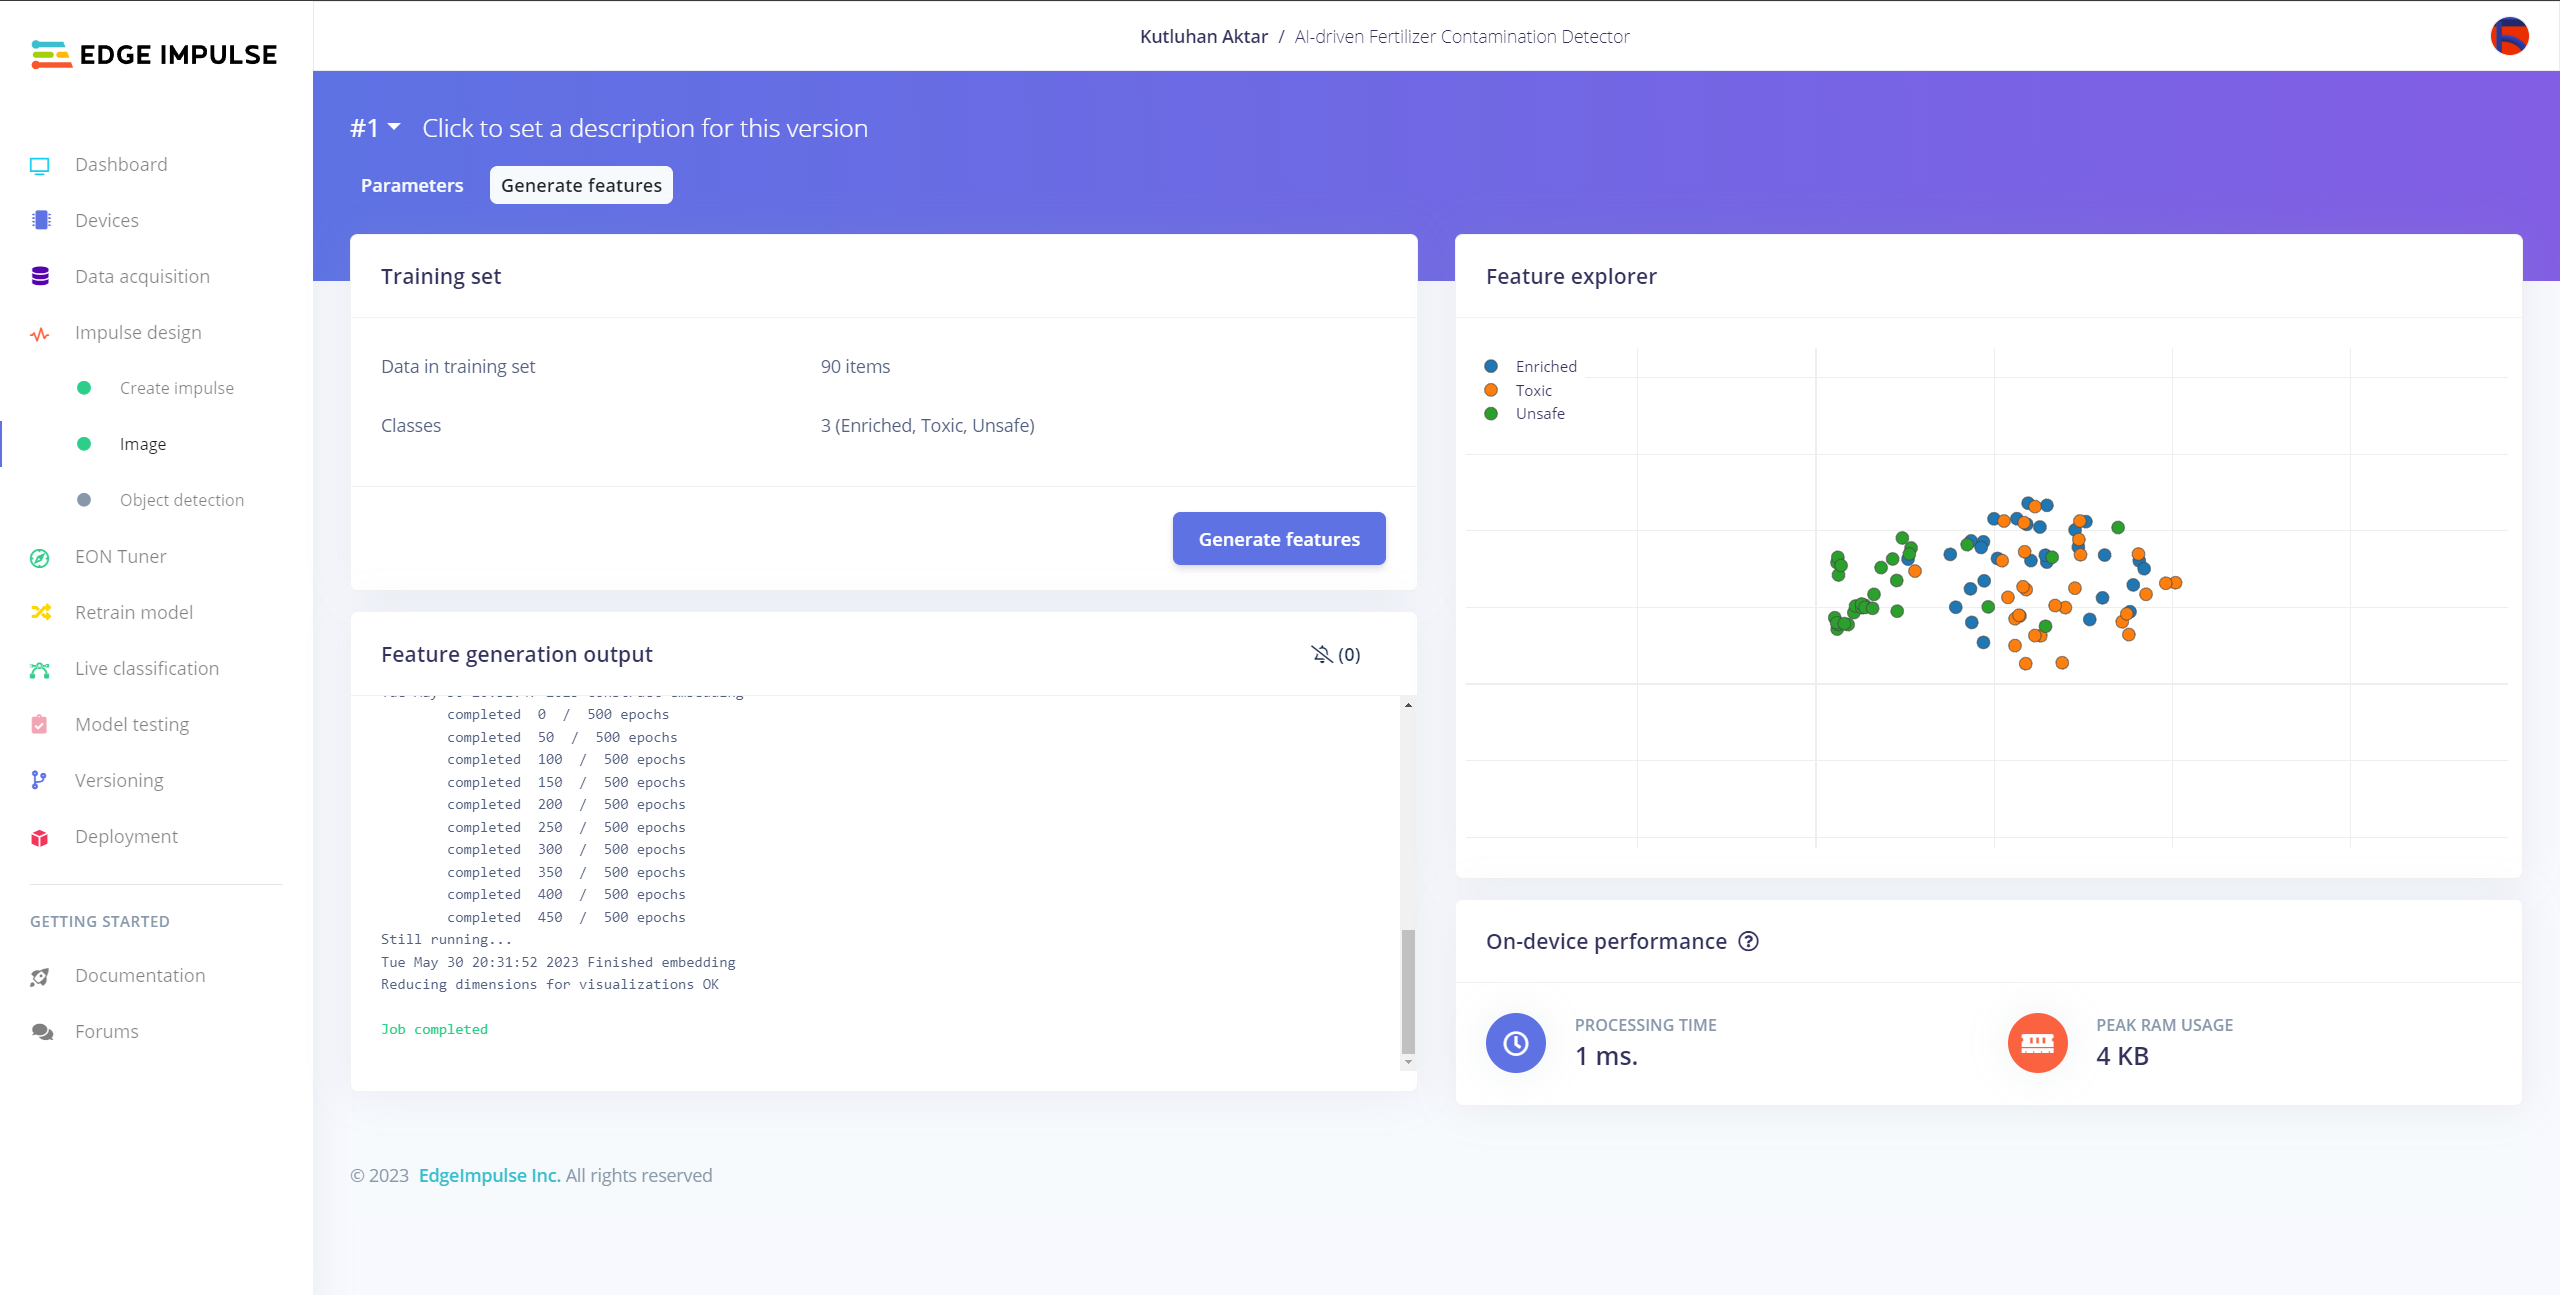 EDGE IMPULSE
Kutluhan Aktar / AI-driven Fertilizer Contamination Detector
#1 Click to set a description for this version
Parameters
Generate features
Dashboard
Devices
Data acquisition
Impulse design
Create impulse
Image
Object detection
EON Tuner
Retrain model
Live classification
Model testing
Versioning
Deployment
GETTING STARTED
Documentation
Forums
Training set
Data in training set 90 items
Classes 3 (Enriched, Toxic, Unsafe)
Generate features
Feature generation output
(0)
completed 0 / 500 epochs
completed 50 / 500 epochs
completed 100 / 500 epochs
completed 150 / 500 epochs
completed 200 / 500 epochs
completed 250 / 500 epochs
completed 300 / 500 epochs
completed 350 / 500 epochs
completed 400 / 500 epochs
completed 450 / 500 epochs
Still running...
Tue May 30 20:31:52 2023 Finished embedding
Reducing dimensions for visualizations OK
Job completed
Feature explorer
Enriched
Toxic
Unsafe
On-device performance ?
PROCESSING TIME
1 ms.
PEAK RAM USAGE
4 KB
© 2023 EdgeImpulse Inc. All rights reserved